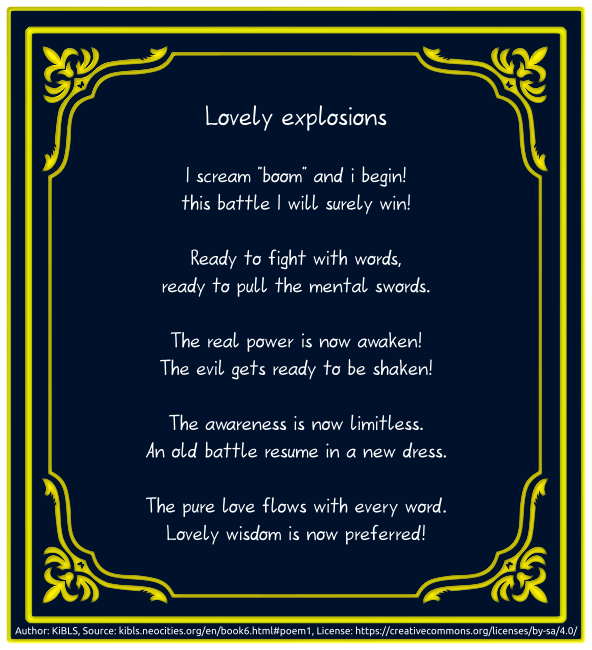 Lovely explosions
I scream "boom" and i begin!
this battle I will surely win!
Ready to fight with words,
ready to pull the mental swords.
The real power is now awaken!
The evil gets ready to be shaken!
The awareness is now limitless.
An old battle resume in a new dress.
The pure love flows with every word.
Lovely wisdom is now preferred!
Author: KiBLS, Source: kibls.neocities.org/en/book6.html#poem1, License: https://creativecommons.org/licenses/by-sa/4.0/